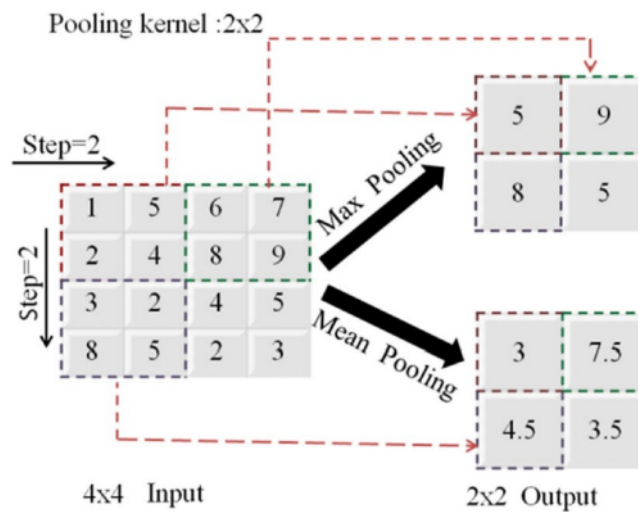 Pooling kernel :2x2
Step=2
Step=2
1 5 6 7
2 4 8 9
3 2 4 5
8 5 2 3
Max Pooling
Mean Pooling
5 9
8 5
3 7.5
4.5 3.5
4x4 Input
2x2 Output